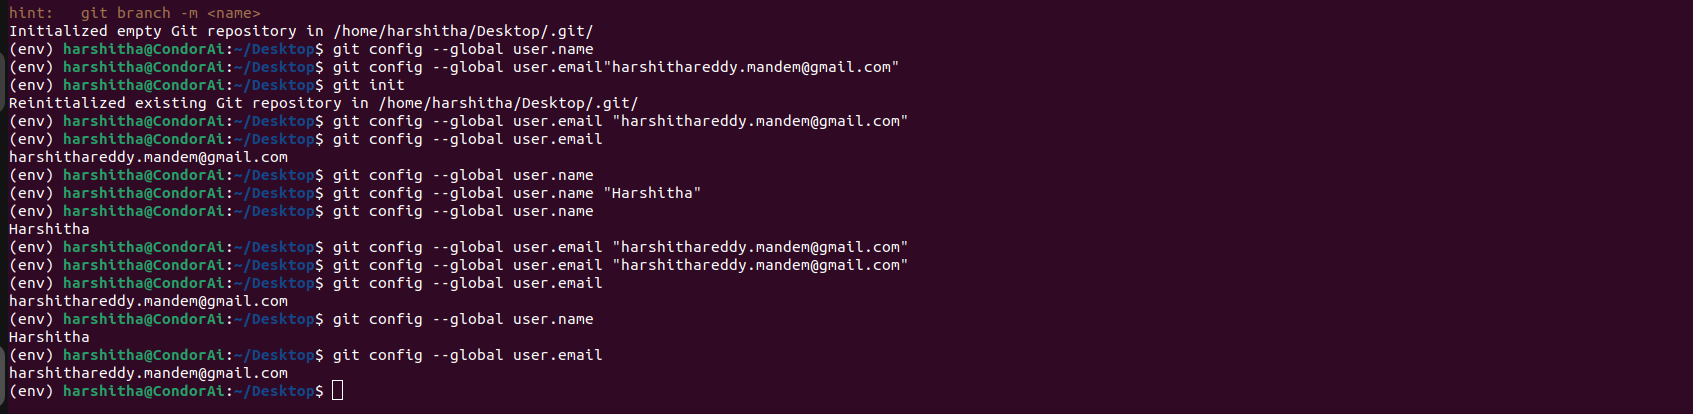 hint:   git branch -m <name>
Initialized empty Git repository in /home/harshitha/Desktop/.git/
(env) harshitha@CondorAi:~/Desktop$ git config --global user.name
(env) harshitha@CondorAi:~/Desktop$ git config --global user.email"harshithareddy.mandem@gmail.com"
(env) harshitha@CondorAi:~/Desktop$ git init
Reinitialized existing Git repository in /home/harshitha/Desktop/.git/
(env) harshitha@CondorAi:~/Desktop$ git config --global user.email "harshithareddy.mandem@gmail.com"
(env) harshitha@CondorAi:~/Desktop$ git config --global user.email
harshithareddy.mandem@gmail.com
(env) harshitha@CondorAi:~/Desktop$ git config --global user.name
(env) harshitha@CondorAi:~/Desktop$ git config --global user.name "Harshitha"
(env) harshitha@CondorAi:~/Desktop$ git config --global user.name
Harshitha
(env) harshitha@CondorAi:~/Desktop$ git config --global user.email "harshithareddy.mandem@gmail.com"
(env) harshitha@CondorAi:~/Desktop$ git config --global user.email "harshithareddy.mandem@gmail.com"
(env) harshitha@CondorAi:~/Desktop$ git config --global user.email
harshithareddy.mandem@gmail.com
(env) harshitha@CondorAi:~/Desktop$ git config --global user.name
Harshitha
(env) harshitha@CondorAi:~/Desktop$ git config --global user.email
harshithareddy.mandem@gmail.com
(env) harshitha@CondorAi:~/Desktop$